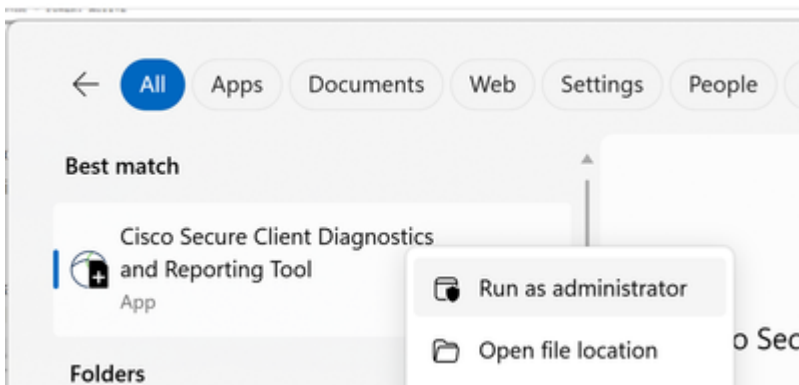 All Apps Documents Web Settings People
Best match
Cisco Secure Client Diagnostics
and Reporting Tool
App
Run as administrator
Open file location
Folders